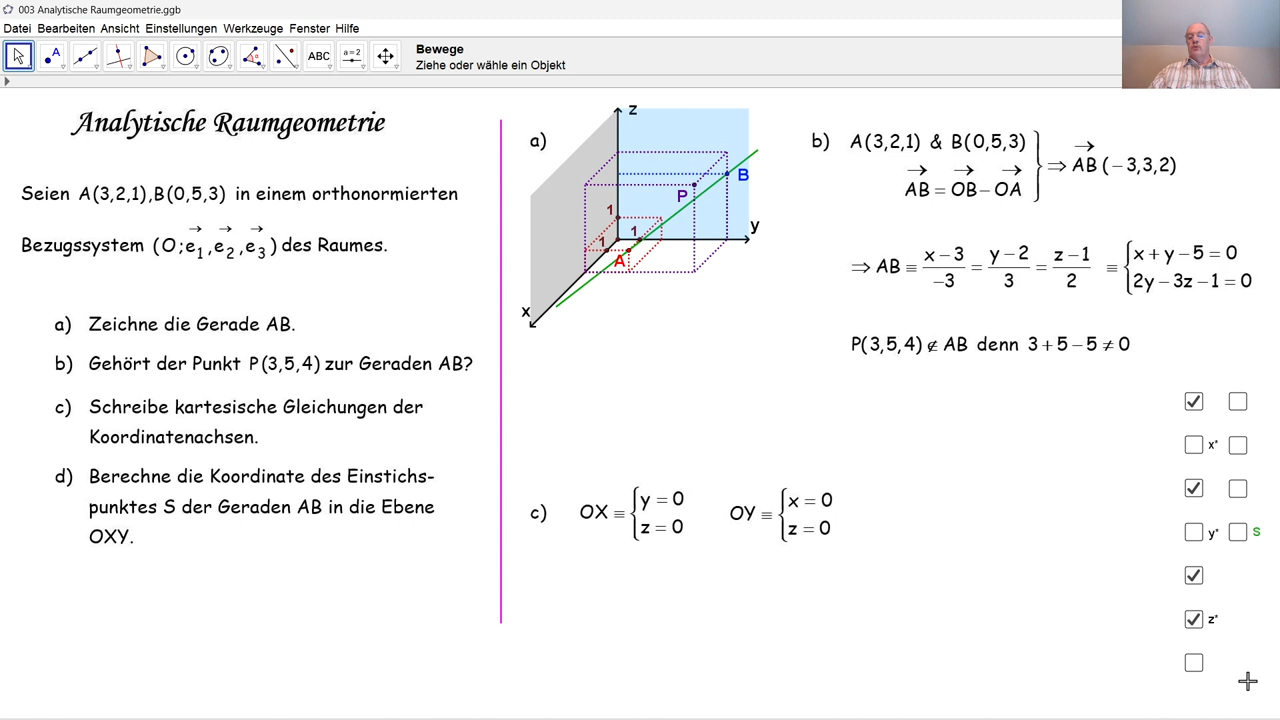 003 Analytische Raumgeometrie.ggb
Datei Bearbeiten Ansicht Einstellungen Werkzeuge Fenster Hilfe
A
ABC
a=2
Bewege
Ziehe oder wähle ein Objekt
Analytische Raumgeometrie
Seien A(3,2,1),B(0,5,3) in einem orthonormierten
Bezugssystem (O;e₁→,e₂→,e₃→) des Raumes.
a) Zeichne die Gerade AB.
b) Gehört der Punkt P(3,5,4) zur Geraden AB?
c) Schreibe kartesische Gleichungen der
Koordinatenachsen.
d) Berechne die Koordinate des Einstichs-
punktes S der Geraden AB in die Ebene
OXY.
a)
z
B
P
1
1
y
1
A
x
b) A(3,2,1) & B(0,5,3)
AB→ = OB→ − OA→
} ⇒ AB→ (−3,3,2)
⇒ AB ≡ (x−3)/−3 = (y−2)/3 = (z−1)/2 ≡ { x+y−5=0
2y−3z−1=0
P(3,5,4) ∉ AB denn 3+5−5≠0
c) OX ≡ { y=0
z=0
OY ≡ { x=0
z=0
x*
y*
S
z*